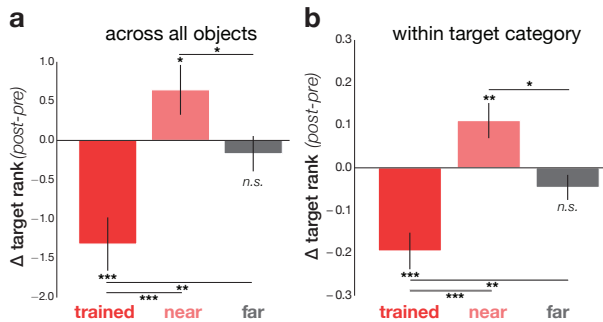 a
across all objects
Δ target rank (post-pre)
1.0
0.5
0.0
−0.5
−1.0
−1.5
−2.0
*
*
n.s.
***
**
***
trained near far
b
within target category
Δ target rank (post-pre)
0.3
0.2
0.1
0.0
−0.1
−0.2
−0.3
*
**
n.s.
***
**
***
trained near far